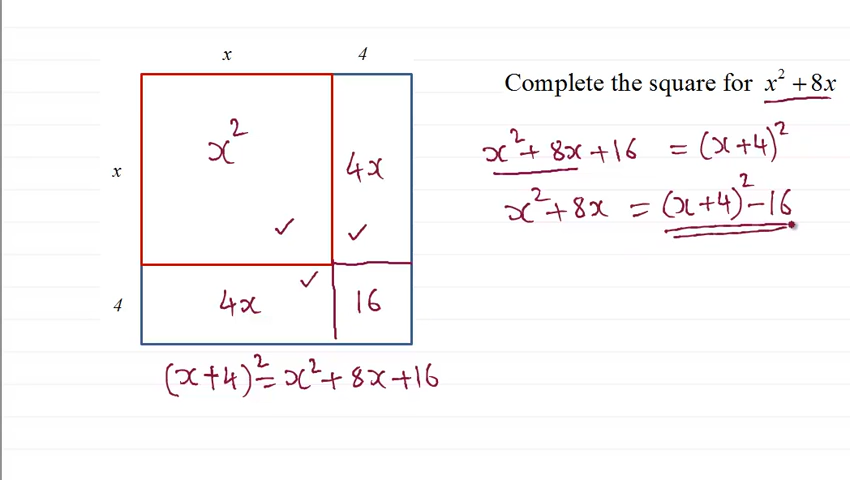 x 4
Complete the square for x² + 8x
x² + 8x + 16 = (x+4)²
x² + 8x = (x+4)² - 16
x x² 4x
4 4x 16
(x+4)² = x² + 8x + 16